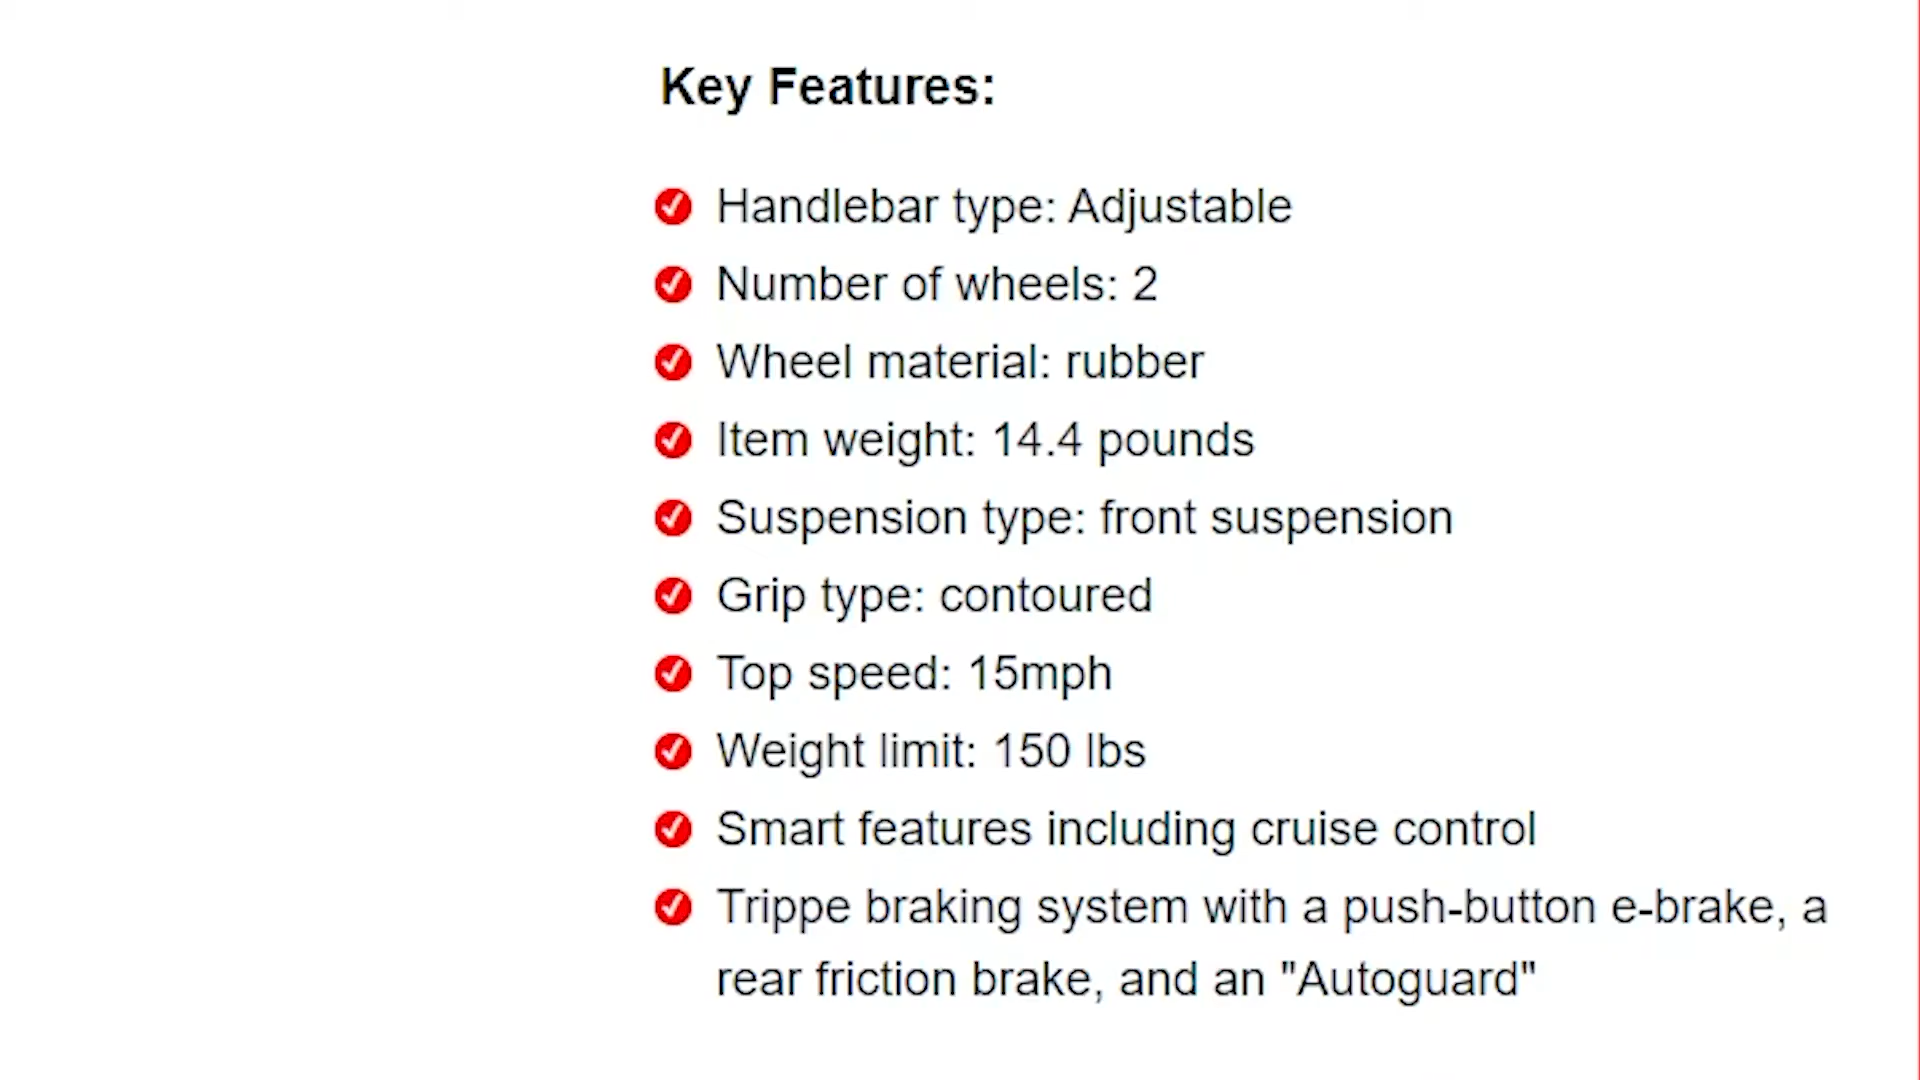 Key Features:
Handlebar type: Adjustable
Number of wheels: 2
Wheel material: rubber
Item weight: 14.4 pounds
Suspension type: front suspension
Grip type: contoured
Top speed: 15mph
Weight limit: 150 lbs
Smart features including cruise control
Trippe braking system with a push-button e-brake, a
rear friction brake, and an "Autoguard"